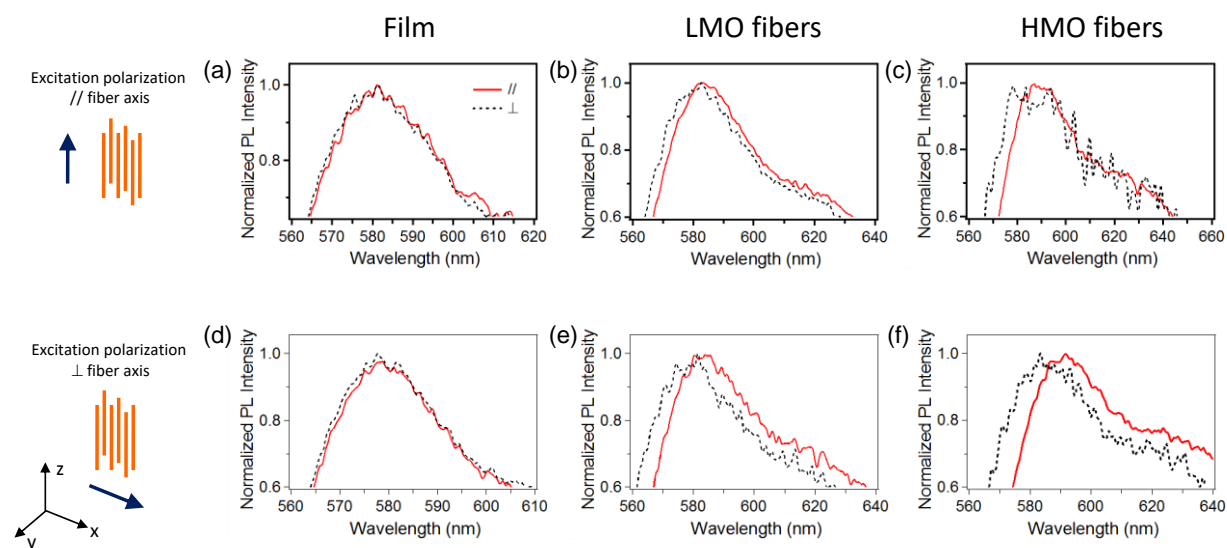 Film
LMO fibers
HMO fibers
Excitation polarization
// fiber axis
(a)
Normalized PL Intensity
1.0
0.8
//
⊥
560 570 580 590 600 610 620
Wavelength (nm)
(b)
Normalized PL Intensity
1.0
0.8
0.6
560 580 600 620 640
Wavelength (nm)
(c)
Normalized PL Intensity
1.0
0.8
0.6
560 580 600 620 640 660
Wavelength (nm)
Excitation polarization
⊥ fiber axis
z
x
y
(d)
Normalized PL Intensity
1.0
0.8
0.6
560 570 580 590 600 610
Wavelength (nm)
(e)
Normalized PL Intensity
1.0
0.8
0.6
560 580 600 620 640
Wavelength (nm)
(f)
Normalized PL Intensity
1.0
0.8
0.6
560 580 600 620 640
Wavelength (nm)